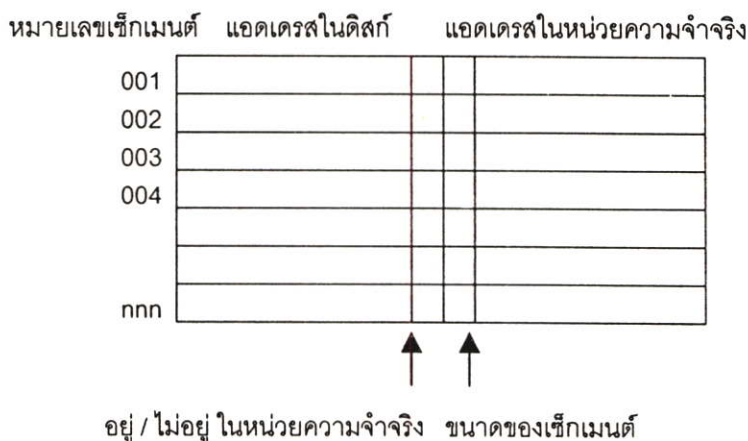 หมายเลขเซ็กเมนต์ แอดเดรสในดิสก์ แอดเดรสในหน่วยความจำจริง
001
002
003
004
nnn
อยู่ / ไม่อยู่ ในหน่วยความจำจริง ขนาดของเซ็กเมนต์